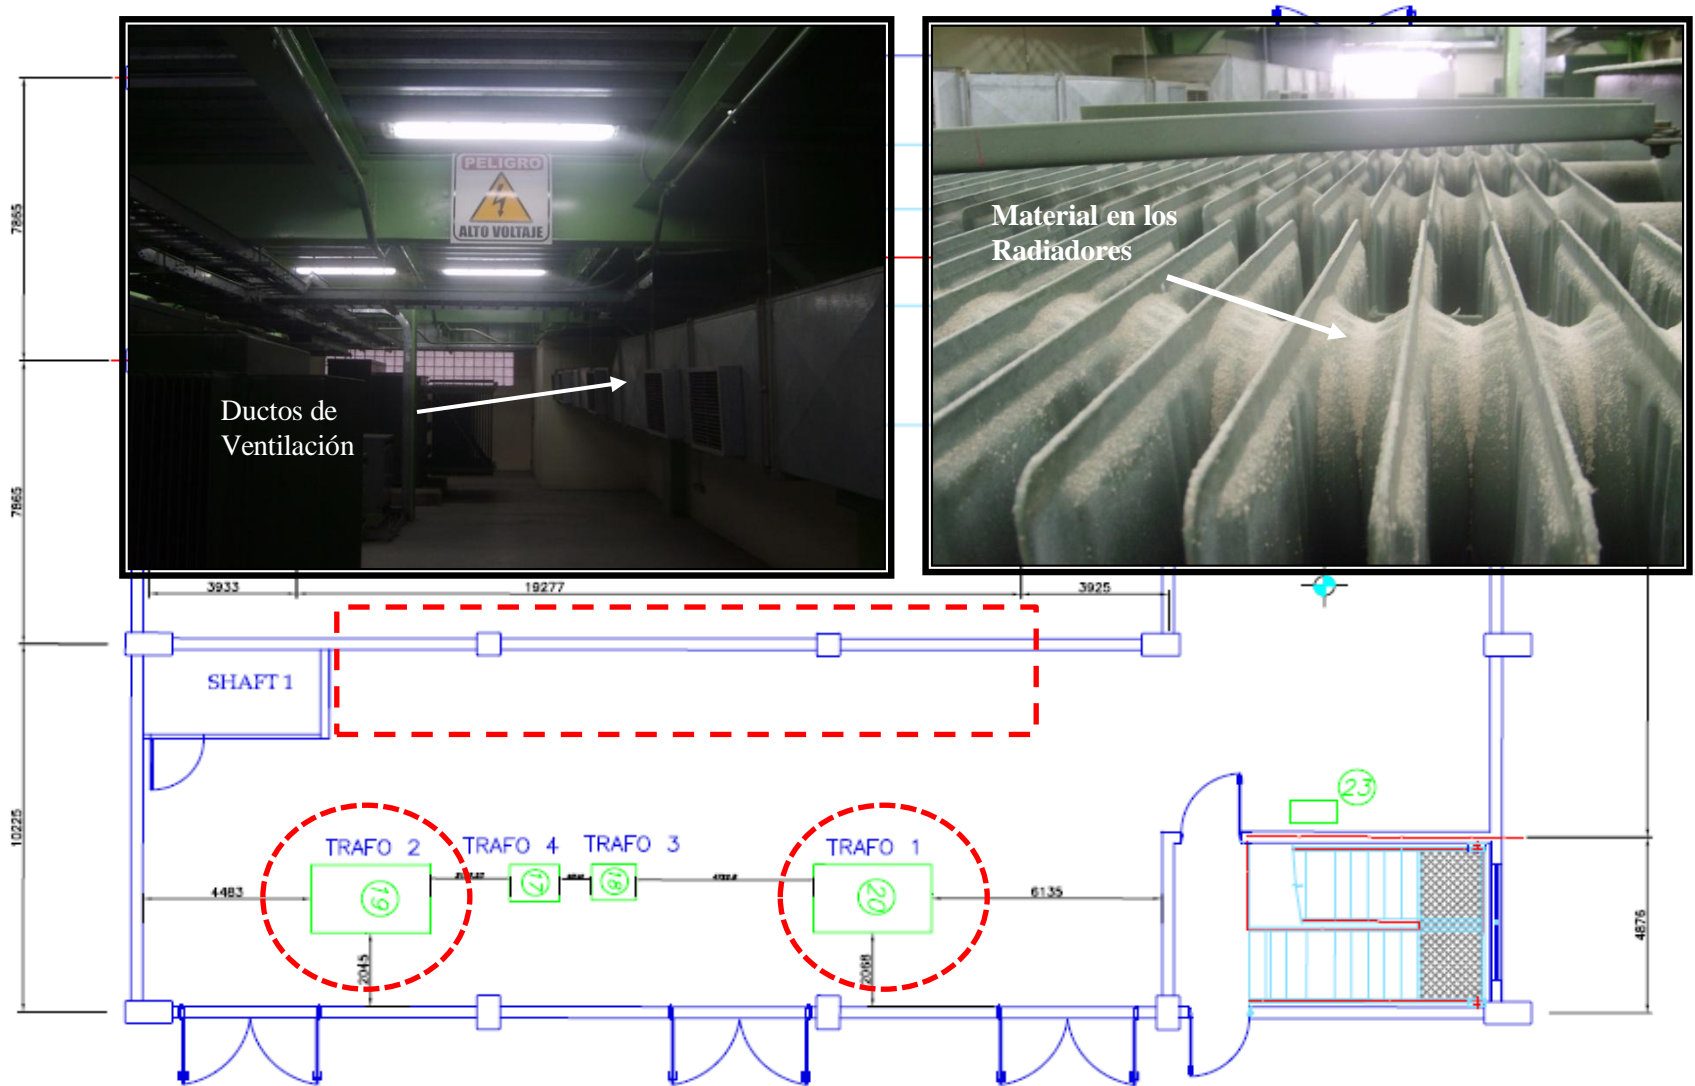 PELIGRO
ALTO VOLTAJE
Ductos de
Ventilación
Material en los
Radiadores
7865
7865
10225
3933
19277
3925
SHAFT 1
TRAFO 2
TRAFO 4
TRAFO 3
TRAFO 1
23
4483
19
17
18
20
6135
2045
2068
4876